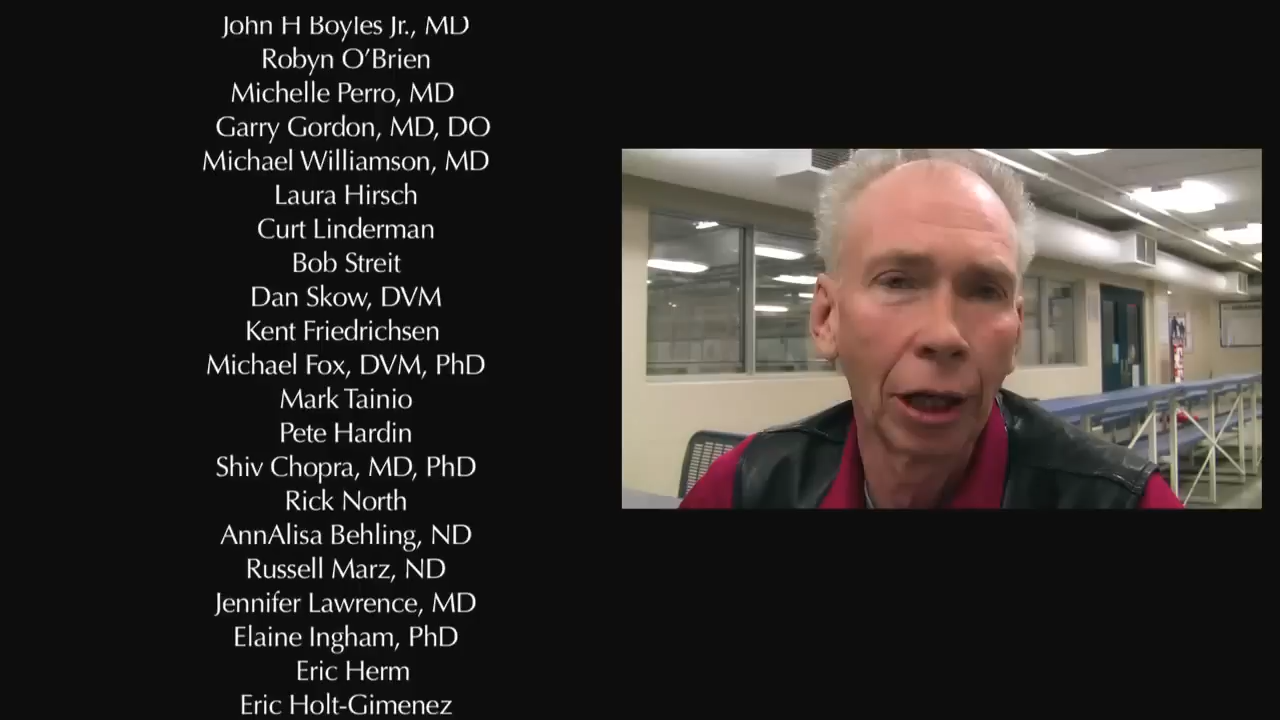 John H Boyles Jr., MD
Robyn O’Brien
Michelle Perro, MD
Garry Gordon, MD, DO
Michael Williamson, MD
Laura Hirsch
Curt Linderman
Bob Streit
Dan Skow, DVM
Kent Friedrichsen
Michael Fox, DVM, PhD
Mark Tainio
Pete Hardin
Shiv Chopra, MD, PhD
Rick North
AnnAlisa Behling, ND
Russell Marz, ND
Jennifer Lawrence, MD
Elaine Ingham, PhD
Eric Herm
Eric Holt-Gimenez